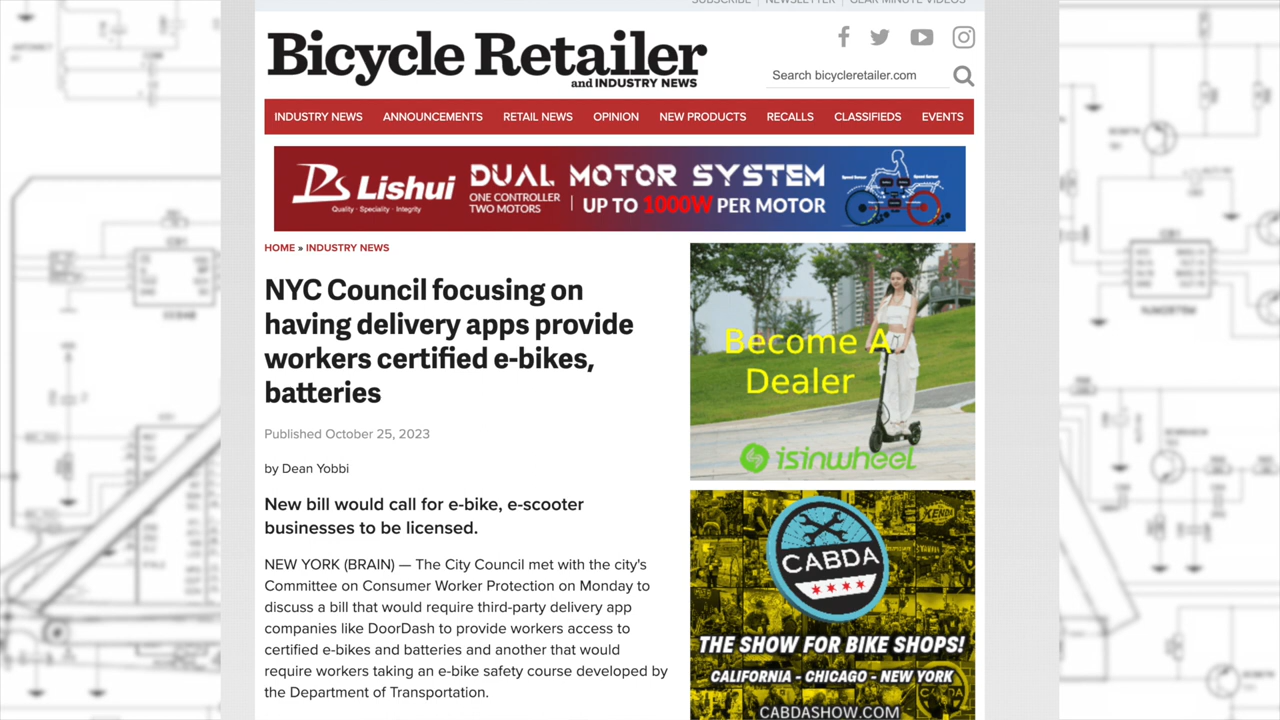 SUBSCRIBE | NEWSLETTER | GEAR MINUTE VIDEOS
Bicycle Retailer
and INDUSTRY NEWS
Search bicycleretailer.com
INDUSTRY NEWS ANNOUNCEMENTS RETAIL NEWS OPINION NEW PRODUCTS RECALLS CLASSIFIEDS EVENTS
Lishui
Quality · Speciality · Integrity
DUAL MOTOR SYSTEM
ONE CONTROLLER
TWO MOTORS
UP TO 1000W PER MOTOR
HOME » INDUSTRY NEWS
NYC Council focusing on
having delivery apps provide
workers certified e-bikes,
batteries
Published October 25, 2023
by Dean Yobbi
New bill would call for e-bike, e-scooter
businesses to be licensed.
NEW YORK (BRAIN) — The City Council met with the city's
Committee on Consumer Worker Protection on Monday to
discuss a bill that would require third-party delivery app
companies like DoorDash to provide workers access to
certified e-bikes and batteries and another that would
require workers taking an e-bike safety course developed by
the Department of Transportation.
Become A
Dealer
isinwheel
KENDA
CABDA
THE SHOW FOR BIKE SHOPS!
CALIFORNIA - CHICAGO - NEW YORK
CABDASHOW.COM